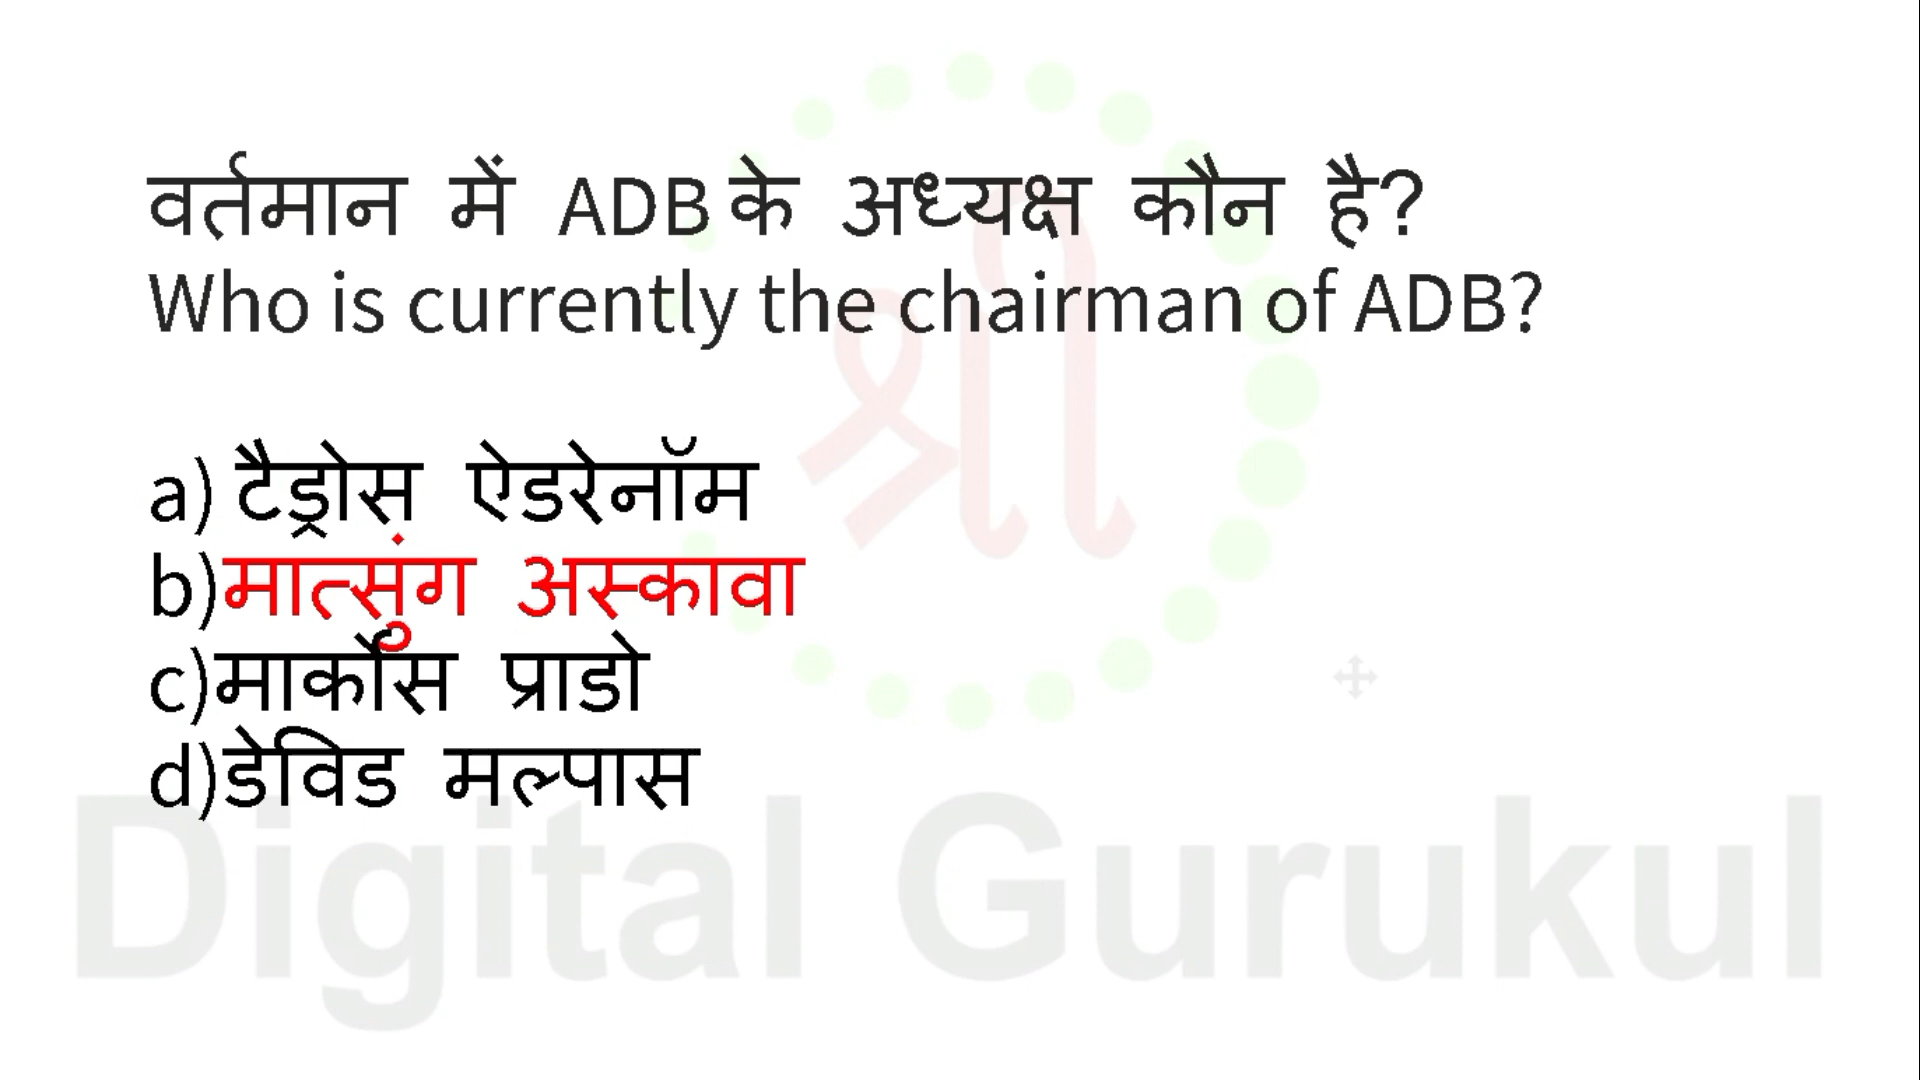 वर्तमान में ADB के अध्यक्ष कौन है?
Who is currently the chairman of ADB?
a) टैड्रोस ऐडरेनॉम
b)मात्सुंग अस्कावा
c)मार्कोस प्राडो
d)डेविड मल्पास
श्री
Digital Gurukul